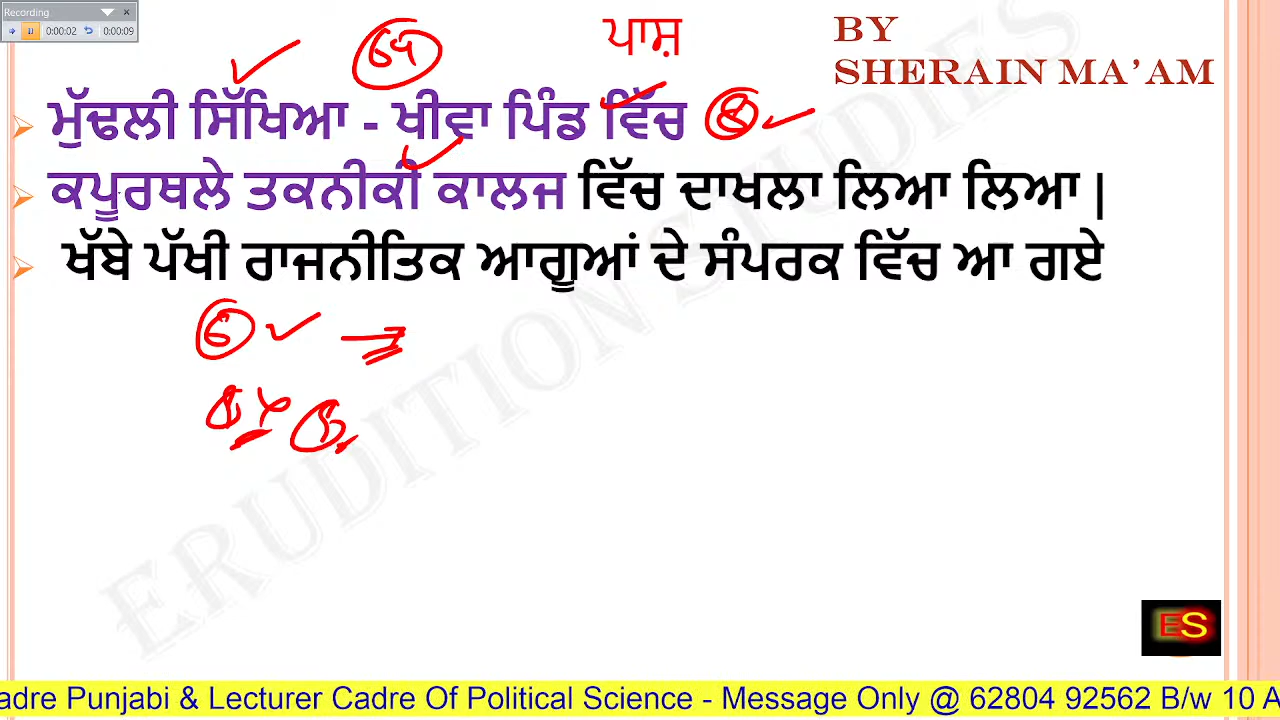 Recording
0:00:02 0:00:09
ਪਾਸ਼
BY
SHERAIN MA'AM
ਮੁੱਢਲੀ ਸਿੱਖਿਆ - ਖੀਵਾ ਪਿੰਡ ਵਿੱਚ
ਕਪੂਰਥਲੇ ਤਕਨੀਕੀ ਕਾਲਜ ਵਿੱਚ ਦਾਖਲਾ ਲਿਆ ਲਿਆ |
ਖੱਬੇ ਪੱਖੀ ਰਾਜਨੀਤਿਕ ਆਗੂਆਂ ਦੇ ਸੰਪਰਕ ਵਿੱਚ ਆ ਗਏ
ERUDITION STUDIES
ES
adre Punjabi & Lecturer Cadre Of Political Science - Message Only @ 62804 92562 B/w 10 A